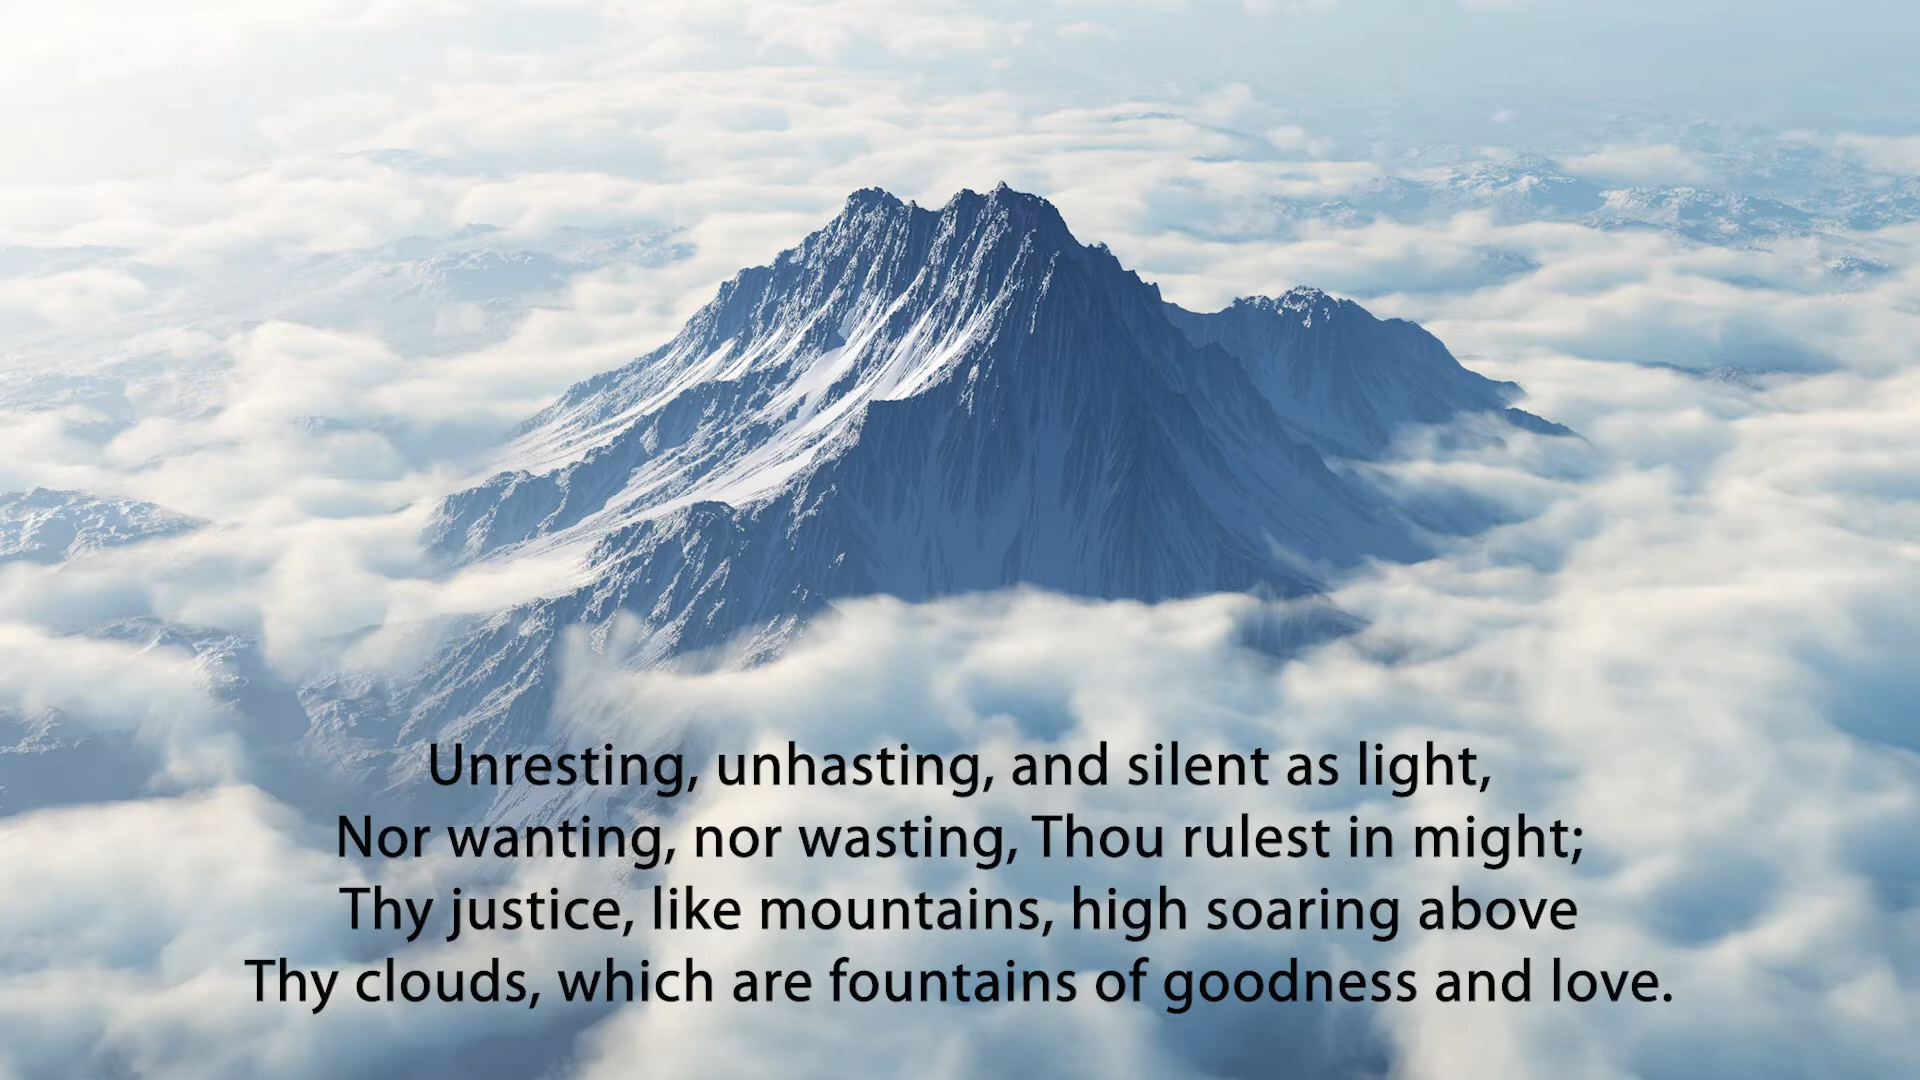 Unresting, unhasting, and silent as light,
Nor wanting, nor wasting, Thou rulest in might;
Thy justice, like mountains, high soaring above
Thy clouds, which are fountains of goodness and love.